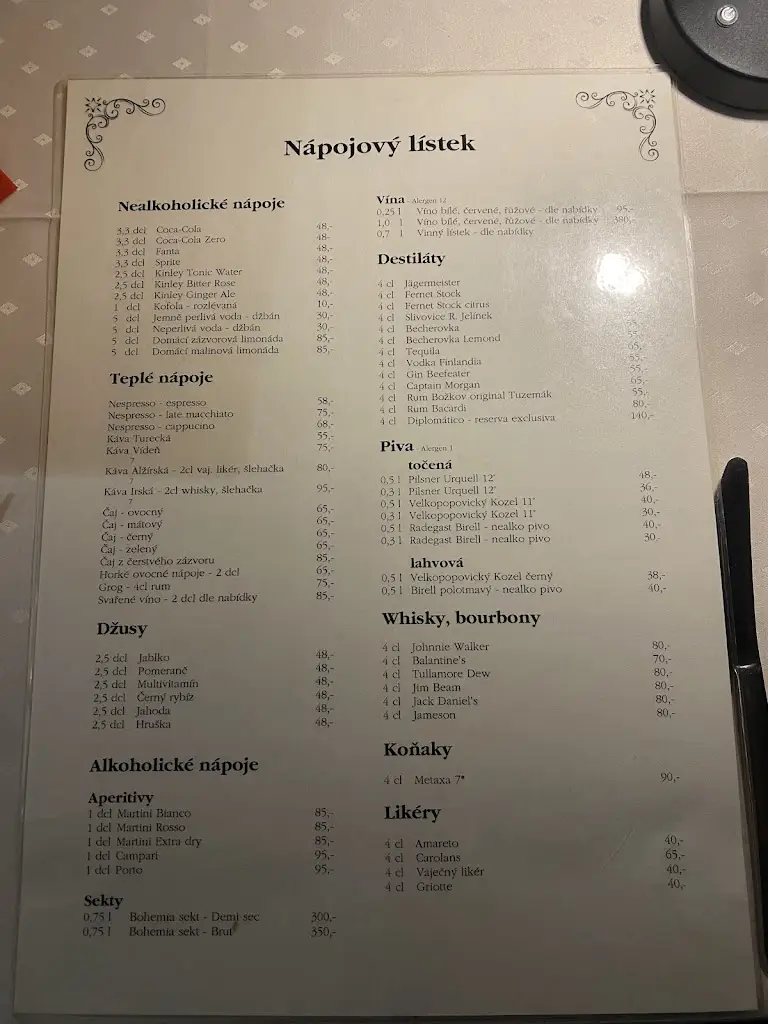 Nápojový lístek
Nealkoholické nápoje
3,3 dcl Coca-Cola 48,-
3,3 dcl Coca-Cola Zero 48,-
3,3 dcl Fanta 48,-
3,3 dcl Sprite 48,-
2,5 dcl Kinley Tonic Water 48,-
2,5 dcl Kinley Bitter Rose 48,-
2,5 dcl Kinley Ginger Ale 48,-
1 dcl Kofola - rozlévaná 10,-
5 dcl Jemně perlivá voda - džbán 30,-
5 dcl Neperlivá voda - džbán 30,-
5 dcl Domácí zázvorová limonáda 85,-
5 dcl Domácí malinová limonáda 85,-
Teplé nápoje
Nespresso - espresso 58,-
Nespresso - late macchiato 75,-
Nespresso - cappucino 68,-
Káva Turecká 55,-
Káva Vídeň 75,-
7
Káva Alžírská - 2cl vaj. likér, šlehačka 80,-
7
Káva Irská - 2cl whisky, šlehačka 95,-
7
Čaj - ovocný 65,-
Čaj - mátový 65,-
Čaj - černý 65,-
Čaj - zelený 65,-
Čaj z čerstvého zázvoru 85,-
Horké ovocné nápoje - 2 dcl 65,-
Grog - 4cl rum 75,-
Svařené víno - 2 dcl dle nabídky 85,-
Džusy
2,5 dcl Jablko 48,-
2,5 dcl Pomeranč 48,-
2,5 dcl Multivitamín 48,-
2,5 dcl Černý rybíz 48,-
2,5 dcl Jahoda 48,-
2,5 dcl Hruška 48,-
Alkoholické nápoje
Aperitivy
1 dcl Martini Bianco 85,-
1 dcl Martini Rosso 85,-
1 dcl Martini Extra dry 85,-
1 dcl Campari 95,-
1 dcl Porto 95,-
Sekty
0,75 l Bohemia sekt - Demi sec 300,-
0,75 l Bohemia sekt - Brut 350,-
Vína - Alergen 12
0,25 l Víno bílé, červené, růžové - dle nabídky 95,-
1,0 l Víno bílé, červené, růžové - dle nabídky 380,-
0,7 l Vinný lístek - dle nabídky
Destiláty
4 cl Jägermeister
4 cl Fernet Stock
4 cl Fernet Stock citrus
4 cl Slivovice R. Jelínek
4 cl Becherovka
4 cl Becherovka Lemond
4 cl Tequila 65,-
4 cl Vodka Finlandia 55,-
4 cl Gin Beefeater 55,-
4 cl Captain Morgan 65,-
4 cl Rum Božkov original Tuzemák 55,-
4 cl Rum Bacardi 80,-
4 cl Diplomático - reserva exclusiva 140,-
Piva - Alergen 1
točená
0,5 l Pilsner Urquell 12° 48,-
0,3 l Pilsner Urquell 12° 36,-
0,5 l Velkopopovický Kozel 11° 40,-
0,3 l Velkopopovický Kozel 11° 30,-
0,5 l Radegast Birell - nealko pivo 40,-
0,3 l Radegast Birell - nealko pivo 30,-
lahvová
0,5 l Velkopopovický Kozel černý 38,-
0,5 l Birell polotmavý - nealko pivo 40,-
Whisky, bourbony
4 cl Johnnie Walker 80,-
4 cl Balantine's 70,-
4 cl Tullamore Dew 80,-
4 cl Jim Beam 80,-
4 cl Jack Daniel's 80,-
4 cl Jameson 80,-
Koňaky
4 cl Metaxa 7* 90,-
Likéry
4 cl Amareto 40,-
4 cl Carolans 65,-
4 cl Vaječný likér 40,-
4 cl Griotte 40,-